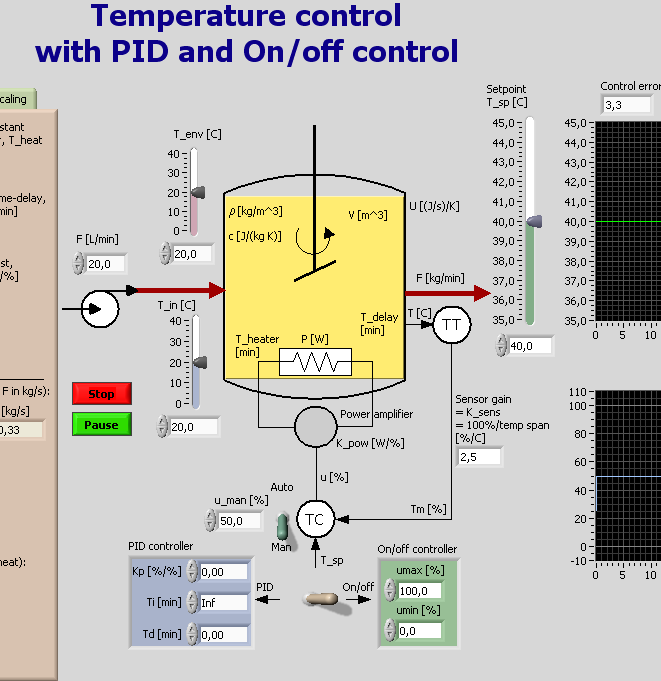 Temperature control
with PID and On/off control
caling
stant
r, T_heat
me-delay,
min]
st,
/%]
F in kg/s):
[kg/s]
0,33
neat):
T_env [C]
40
30
20
10
0
20,0
F [L/min]
20,0
T_in [C]
40
30
20
10
0
20,0
Stop
Pause
ρ [kg/m^3]
V [m^3]
c [J/(kg K)]
U [(J/s)/K]
F [kg/min]
T_delay
[min]
T [C]
TT
T_heater
[min]
P [W]
Power amplifier
K_pow [W/%]
u [%]
Setpoint
T_sp [C]
45,0
44,0
43,0
42,0
41,0
40,0
39,0
38,0
37,0
36,0
35,0
40,0
Control error
3,3
45,0
44,0
43,0
42,0
41,0
40,0
39,0
38,0
37,0
36,0
35,0
0 5 10
Sensor gain
= K_sens
= 100%/temp span
[%/C]
2,5
110
100
80
60
40
20
0
-10
0 5 10
Auto
u_man [%]
50,0
Man
TC
Tm [%]
T_sp
PID controller
Kp [%/%] 0,00
Ti [min] Inf
Td [min] 0,00
PID
On/off
On/off controller
umax [%]
100,0
umin [%]
0,0